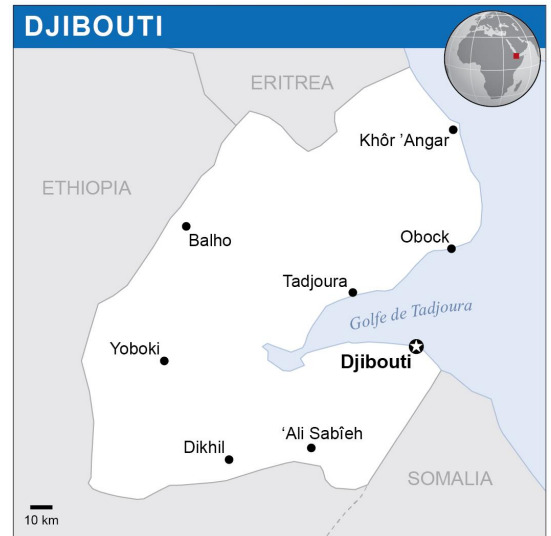 DJIBOUTI
ERITREA
Khôr ’Angar
ETHIOPIA
Balho
Obock
Tadjoura
Golfe de Tadjoura
Yoboki
Djibouti
‘Ali Sabîeh
Dikhil
SOMALIA
10 km